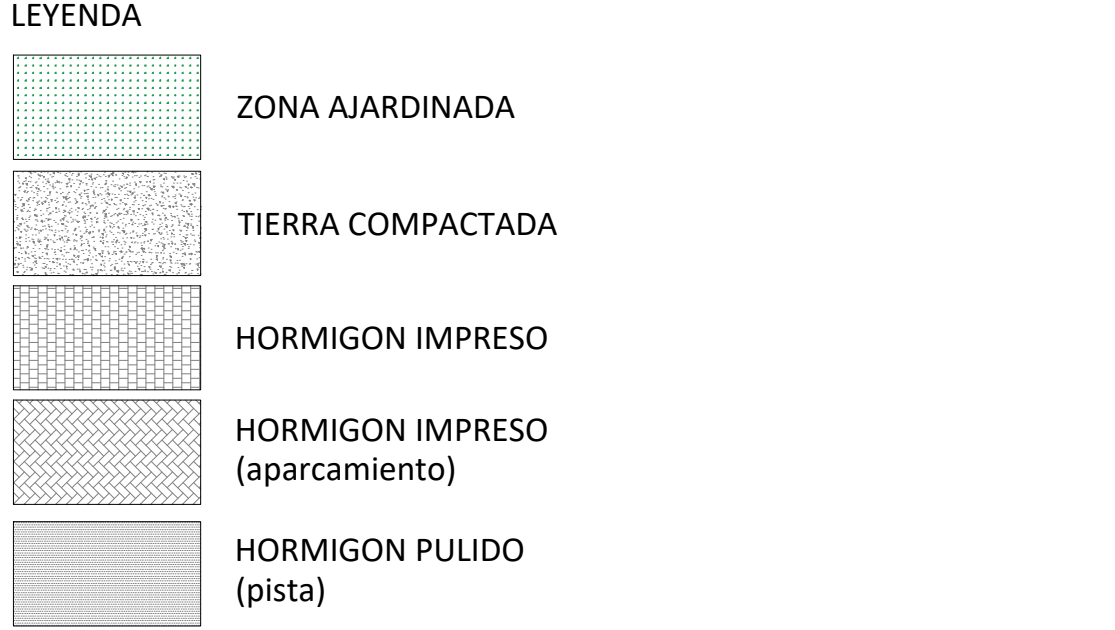 LEYENDA
ZONA AJARDINADA
TIERRA COMPACTADA
HORMIGON IMPRESO
HORMIGON IMPRESO
(aparcamiento)
HORMIGON PULIDO
(pista)